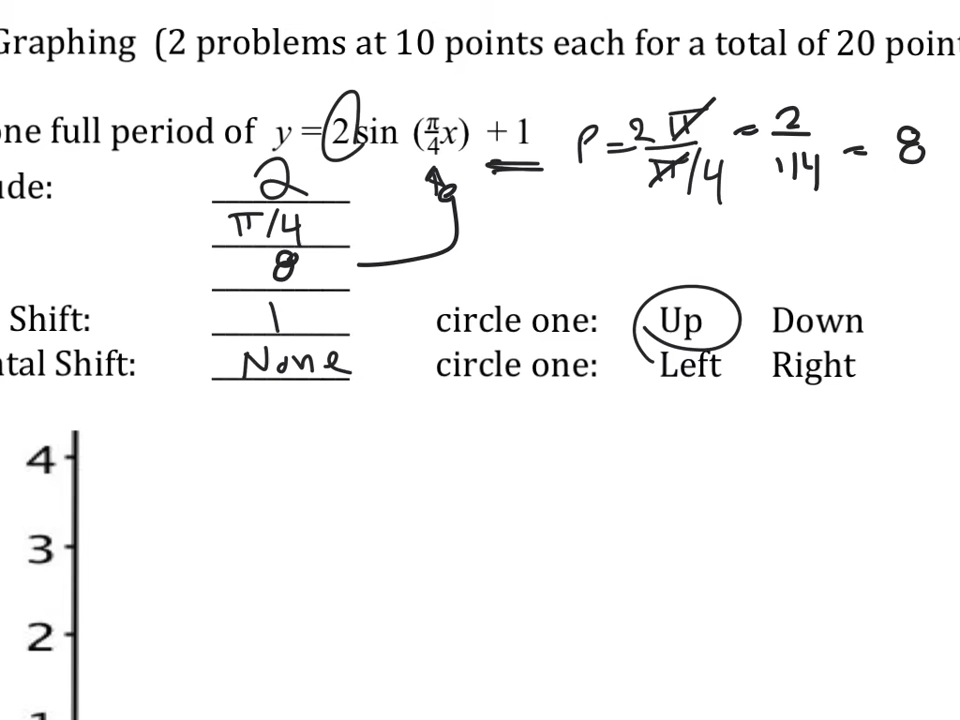 Graphing (2 problems at 10 points each for a total of 20 point
one full period of y = 2sin (π/4 x) + 1 P = 2π / π/4 = 2 / 1/4 = 8
ude: 2
π/4
8
Shift: 1 circle one: Up Down
ntal Shift: None circle one: Left Right
4
3
2
1